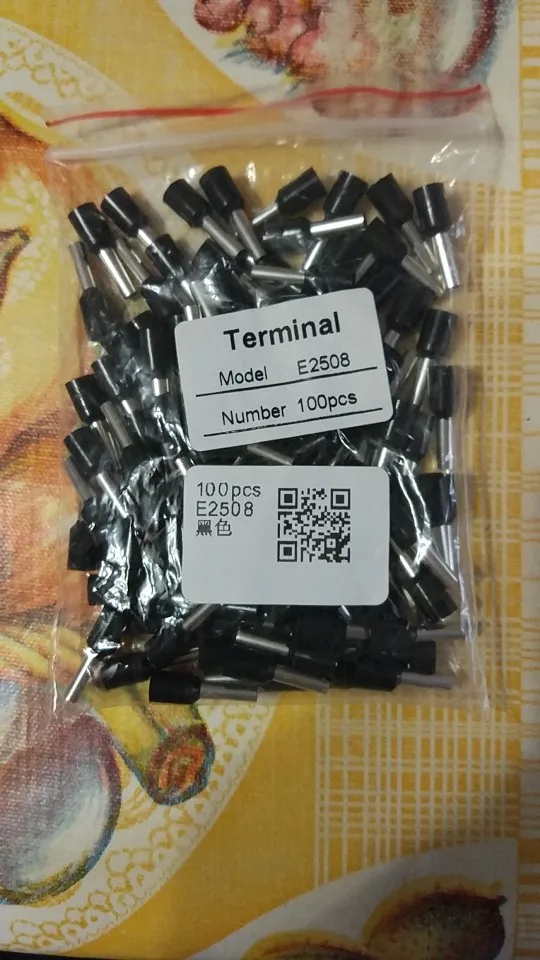 Terminal
Model E2508
Number 100pcs
100pcs
E2508
黑色